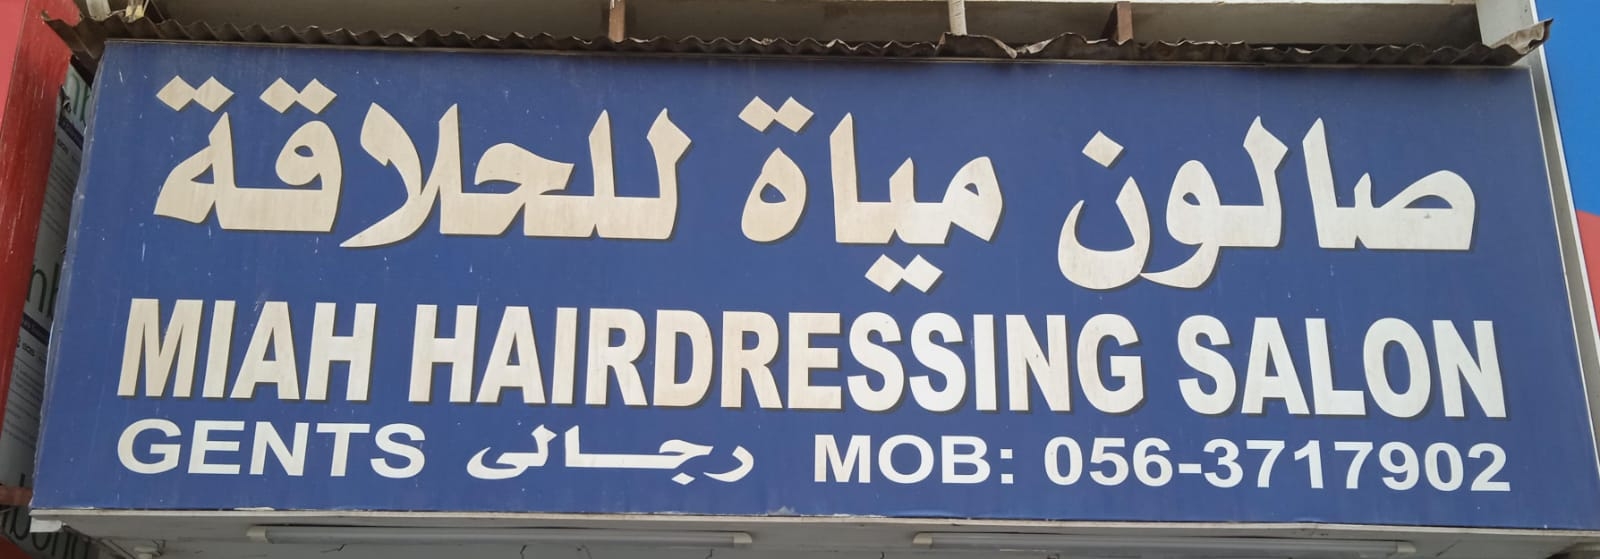 صالون مياة للحلاقة
MIAH HAIRDRESSING SALON
GENTS رجالى MOB: 056-3717902